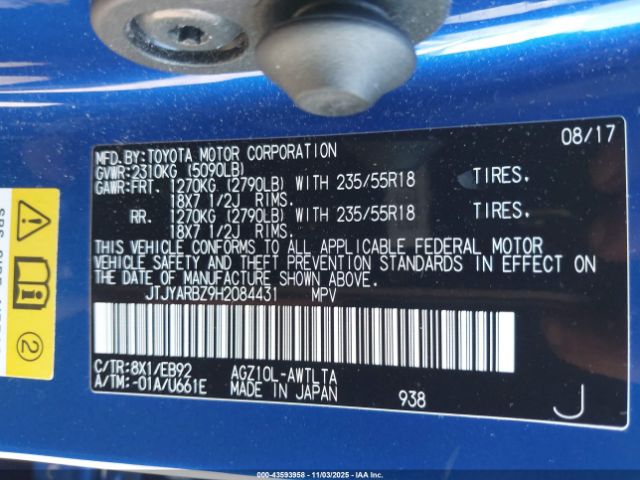 08/17
MFD.BY:TOYOTA MOTOR CORPORATION
GVWR:2310KG (5090LB)
GAWR:FRT. 1270KG (2790LB) WITH 235/55R18 TIRES.
18X7 1/2J RIMS.
RR. 1270KG (2790LB) WITH 235/55R18 TIRES.
18X7 1/2J RIMS.
THIS VEHICLE CONFORMS TO ALL APPLICABLE FEDERAL MOTOR
VEHICLE SAFETY AND THEFT PREVENTION STANDARDS IN EFFECT ON
THE DATE OF MANUFACTURE SHOWN ABOVE.
JTJYARBZ9H2084431 MPV
C/TR:8X1/EB92 AGZ10L-AWTLTA
A/TM:-01A/U661E MADE IN JAPAN 938 J
2
000-43593958 - 11/03/2025 - IAA Inc.